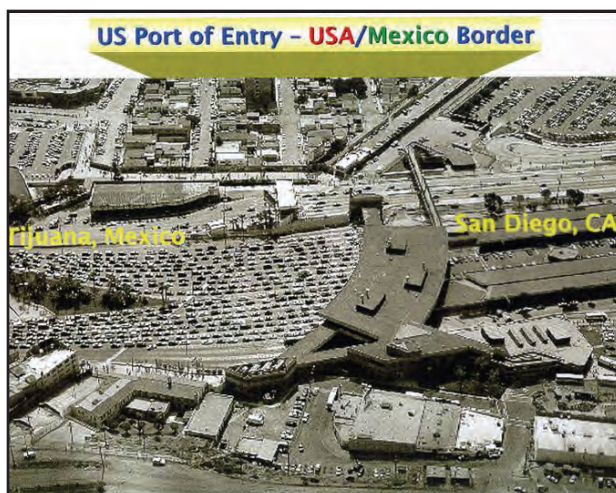 US Port of Entry – USA/Mexico Border
Tijuana, Mexico
San Diego, CA